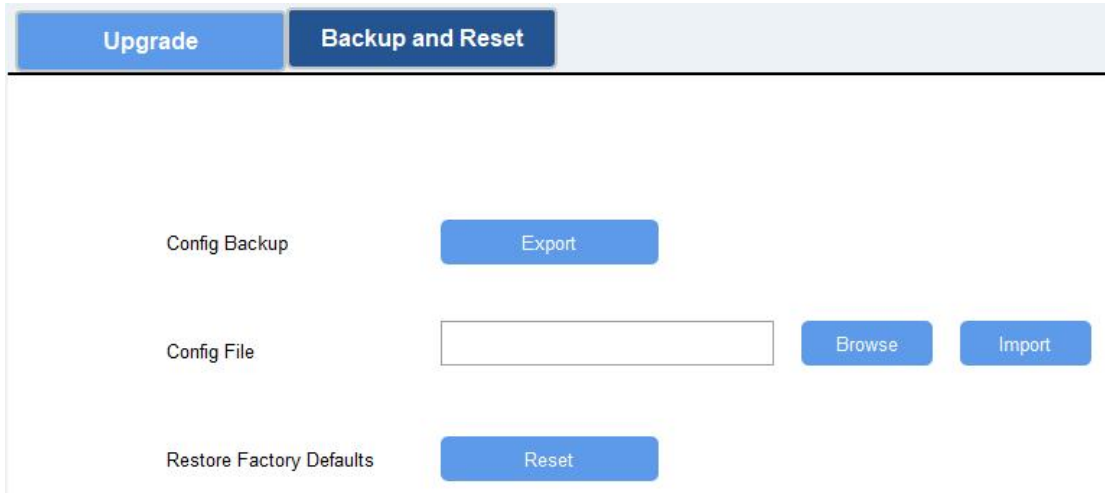 Upgrade Backup and Reset
Config Backup Export
Config File Browse Import
Restore Factory Defaults Reset